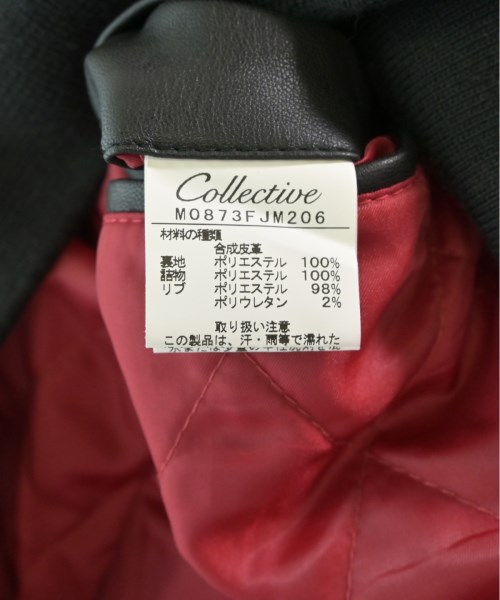 Collective
M0873FJM206
材料の種類
合成皮革
裏地 ポリエステル 100%
詰物 ポリエステル 100%
リブ ポリエステル 98%
ポリウレタン 2%
取り扱い注意
この製品は、汗・雨等で濡れた